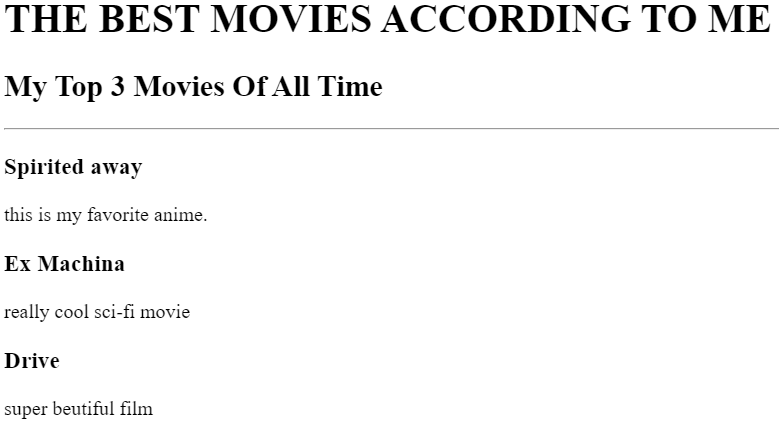 THE BEST MOVIES ACCORDING TO ME
My Top 3 Movies Of All Time
Spirited away
this is my favorite anime.
Ex Machina
really cool sci-fi movie
Drive
super beutiful film